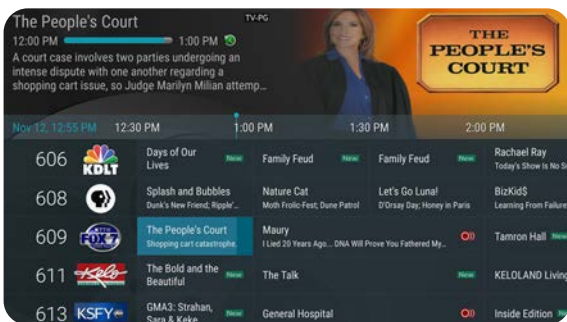 The People's Court
TV-PG
12:00 PM 1:00 PM
A court case involves two parties undergoing an
intense dispute with one another regarding a
shopping cart issue, so Judge Marilyn Milian attemp...
THE
PEOPLE'S
COURT
Nov 12, 12:55 PM 12:30 PM 1:00 PM 1:30 PM 2:00 PM
606 KDLT Days of Our New Family Feud New Family Feud New Rachael Ray
Lives Today's Show Is No S
608 Splash and Bubbles Nature Cat Let's Go Luna! BizKid$
Dunk's New Friend; Ripple'... Moth Frolic-Fest; Dune Patrol D'Orsay Day; Honey in Paris Learning From Failure
609 FOX 7 The People's Court Maury Tamron Hall New
Shopping cart catastrophe. I Lied 20 Years Ago... DNA Will Prove You Fathered My...
611 Kelo The Bold and the New The Talk New KELOLAND Living
Beautiful
613 KSFY GMA3: Strahan, New General Hospital Inside Edition
Sara & Keke